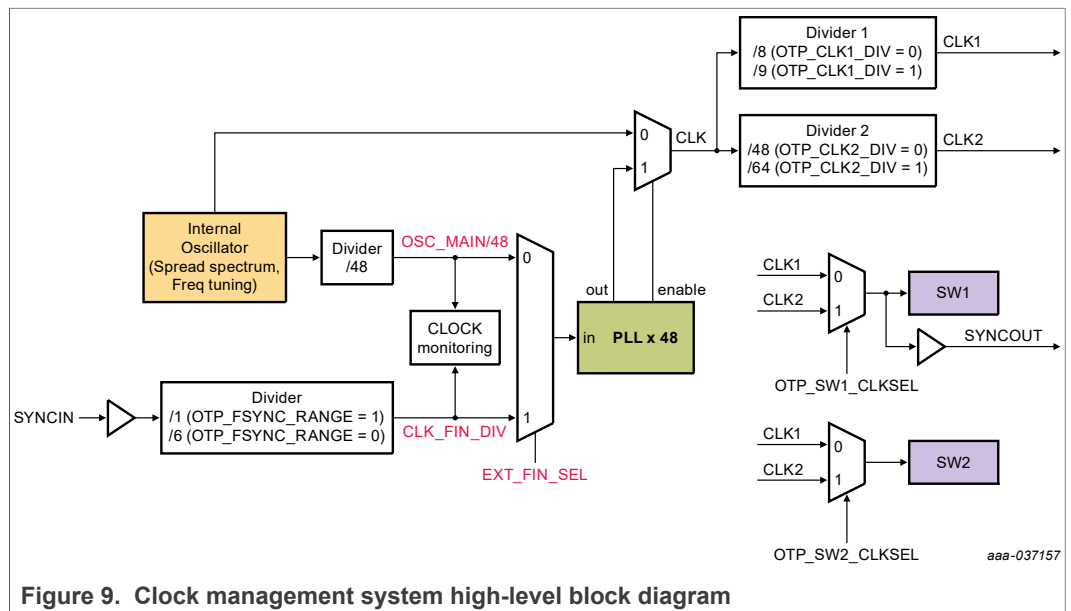 Divider 1
/8 (OTP_CLK1_DIV = 0)
/9 (OTP_CLK1_DIV = 1)
CLK1
0
1
CLK
Divider 2
/48 (OTP_CLK2_DIV = 0)
/64 (OTP_CLK2_DIV = 1)
CLK2
Internal
Oscillator
(Spread spectrum,
Freq tuning)
Divider
/48
OSC_MAIN/48
0
CLOCK
monitoring
out
enable
in
PLL x 48
SYNCIN
Divider
/1 (OTP_FSYNC_RANGE = 1)
/6 (OTP_FSYNC_RANGE = 0)
CLK_FIN_DIV
1
EXT_FIN_SEL
CLK1
CLK2
0
1
SW1
SYNCOUT
OTP_SW1_CLKSEL
CLK1
CLK2
0
1
SW2
OTP_SW2_CLKSEL
aaa-037157
Figure 9. Clock management system high-level block diagram